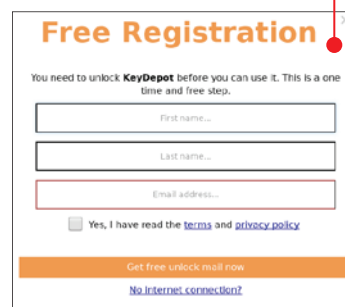 Free Registration
You need to unlock KeyDepot before you can use it. This is a one
time and free step.
First name...
Last name...
Email address...
Yes, I have read the terms and privacy policy
Get free unlock mail now
No internet connection?